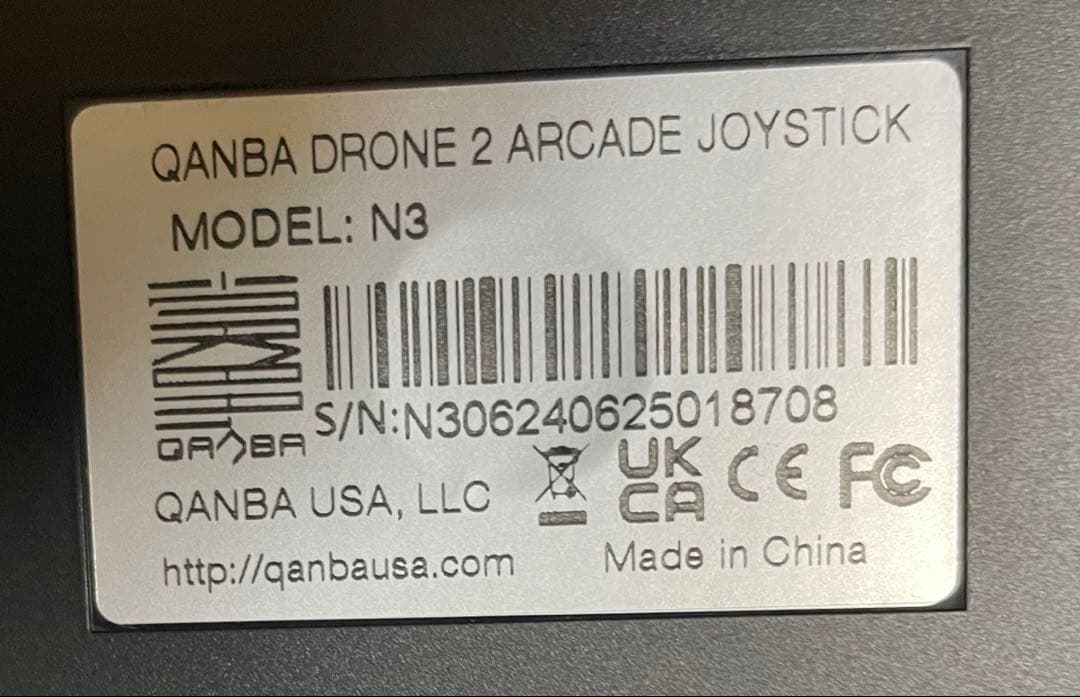 QANBA DRONE 2 ARCADE JOYSTICK
MODEL: N3
S/N:N306240625018708
QANBA
UK
CA
CE FC
QANBA USA, LLC
http://qanbausa.com
Made in China